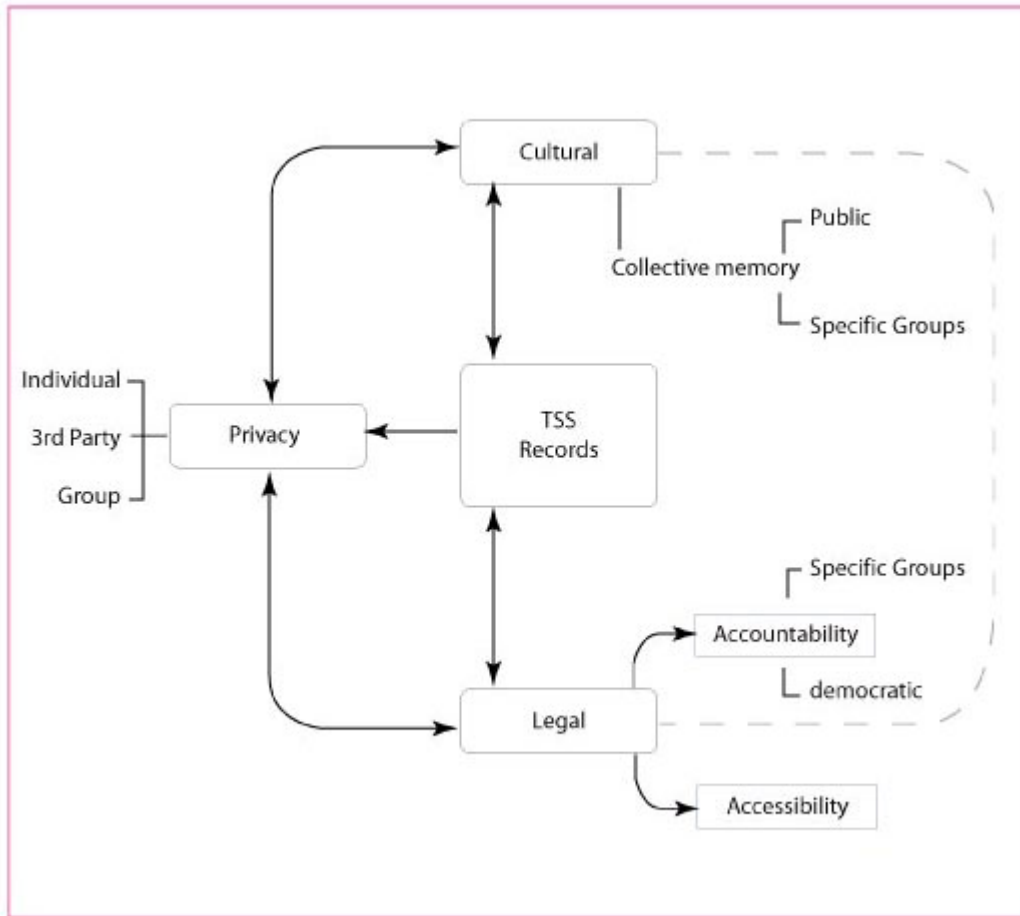 Cultural
Public
Collective memory
Specific Groups
Individual
3rd Party
Group
Privacy
TSS
Records
Specific Groups
Accountability
democratic
Legal
Accessibility